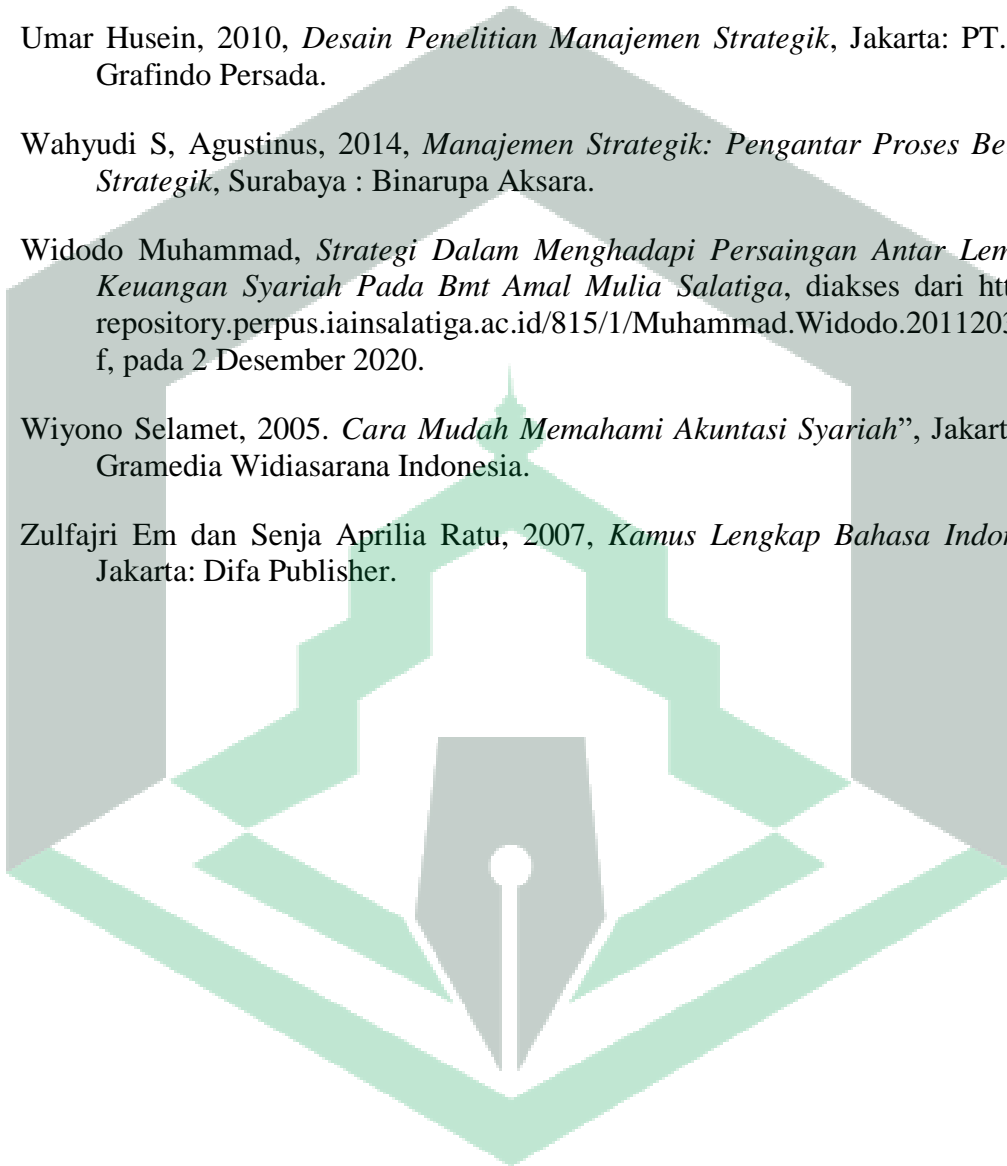 Umar Husein, 2010, Desain Penelitian Manajemen Strategik, Jakarta: PT.
Grafindo Persada.
Wahyudi S, Agustinus, 2014, Manajemen Strategik: Pengantar Proses Be
Strategik, Surabaya : Binarupa Aksara.
Widodo Muhammad, Strategi Dalam Menghadapi Persaingan Antar Lem
Keuangan Syariah Pada Bmt Amal Mulia Salatiga, diakses dari htt
repository.perpus.iainsalatiga.ac.id/815/1/Muhammad.Widodo.2011203
f, pada 2 Desember 2020.
Wiyono Selamet, 2005. Cara Mudah Memahami Akuntasi Syariah”, Jakart
Gramedia Widiasarana Indonesia.
Zulfajri Em dan Senja Aprilia Ratu, 2007, Kamus Lengkap Bahasa Indon
Jakarta: Difa Publisher.